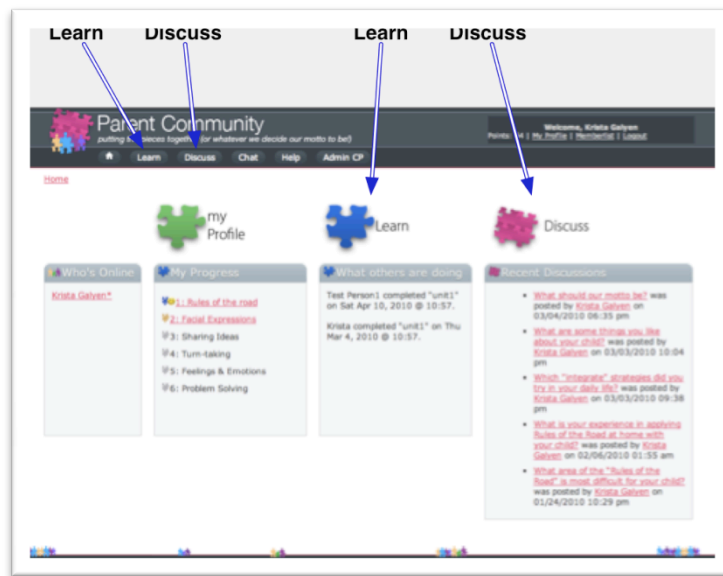 Learn Discuss Learn Discuss
Parent Community
putting the pieces together (or whatever we decide our motto to be!)
Welcome, Krista Galyen
Points: 4 | My Profile | Memberlist | Logout
Learn Discuss Chat Help Admin CP
Home
my
Profile
Learn
Discuss
Who's Online
Krista Galyen*
My Progress
1: Rules of the road
2: Facial Expressions
3: Sharing Ideas
4: Turn-taking
5: Feelings & Emotions
6: Problem Solving
What others are doing
Test Person1 completed "unit1"
on Sat Apr 10, 2010 @ 10:57.
Krista completed "unit1" on Thu
Mar 4, 2010 @ 10:57.
Recent Discussions
What should our motto be? was
posted by Krista Galyen on
03/04/2010 06:35 pm
What are some things you like
about your child? was posted by
Krista Galyen on 03/03/2010 10:04
pm
Which "integrate" strategies did you
try in your daily life? was posted by
Krista Galyen on 03/03/2010 09:38
pm
What is your experience in applying
Rules of the Road at home with
your child? was posted by Krista
Galyen on 02/06/2010 01:55 am
What area of the "Rules of the
Road" is most difficult for your child?
was posted by Krista Galyen on
01/24/2010 10:29 pm